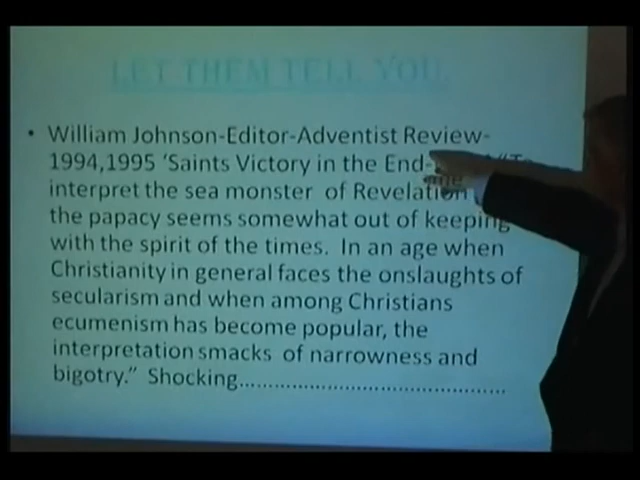 LET THEM TELL YOU
• William Johnson-Editor-Adventist Review-
1994,1995 ‘Saints Victory in the End-
interpret the sea monster of Revelation
the papacy seems somewhat out of keeping
with the spirit of the times. In an age when
Christianity in general faces the onslaughts of
secularism and when among Christians
ecumenism has become popular, the
interpretation smacks of narrowness and
bigotry.” Shocking.............................................